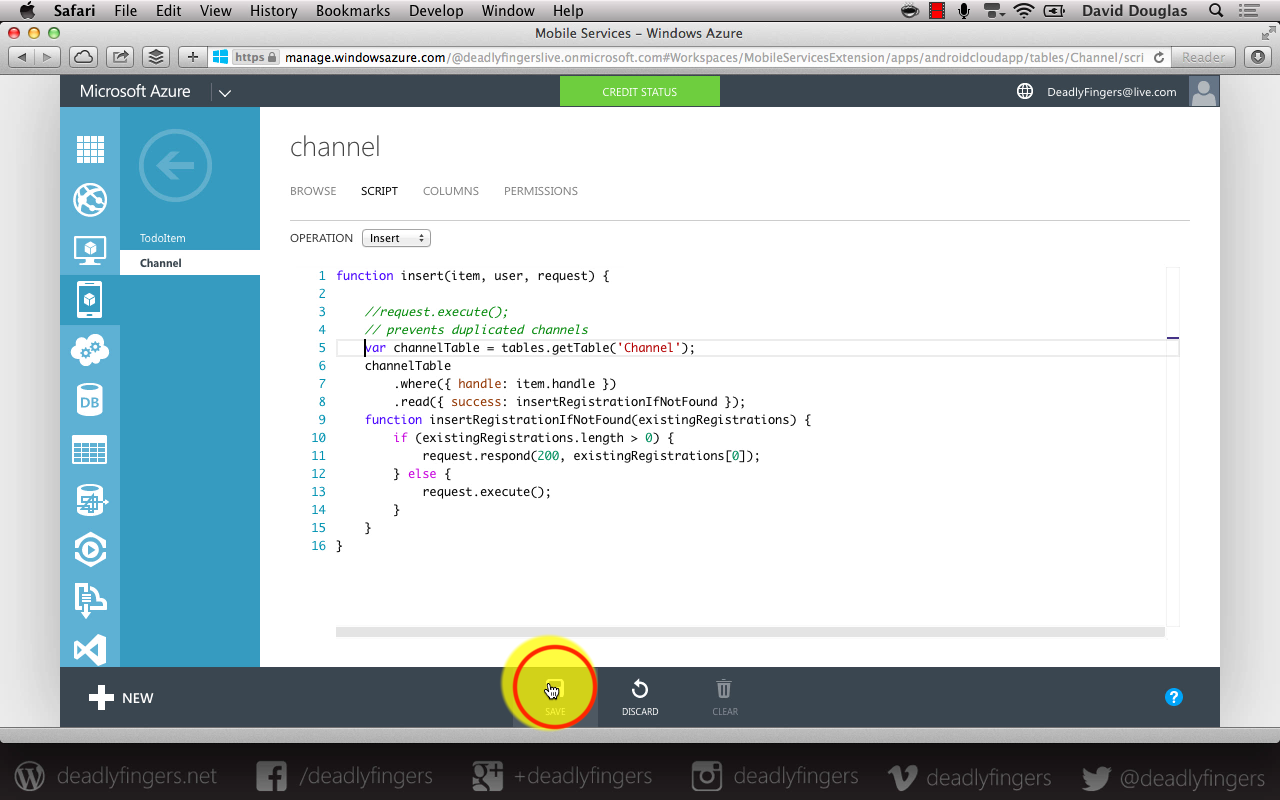 Safari File Edit View History Bookmarks Develop Window Help David Douglas
Mobile Services – Windows Azure
https manage.windowsazure.com/@deadlyfingerslive.onmicrosoft.com#Workspaces/MobileServicesExtension/apps/androidcloudapp/tables/Channel/scri Reader
Microsoft Azure CREDIT STATUS DeadlyFingers@live.com
channel
BROWSE SCRIPT COLUMNS PERMISSIONS
TodoItem
Channel
OPERATION Insert
1 function insert(item, user, request) {
2
3 //request.execute();
4 // prevents duplicated channels
5 var channelTable = tables.getTable('Channel');
6 channelTable
7 .where({ handle: item.handle })
8 .read({ success: insertRegistrationIfNotFound });
9 function insertRegistrationIfNotFound(existingRegistrations) {
10 if (existingRegistrations.length > 0) {
11 request.respond(200, existingRegistrations[0]);
12 } else {
13 request.execute();
14 }
15 }
16 }
DB
NEW SAVE DISCARD CLEAR ?
deadlyfingers.net /deadlyfingers +deadlyfingers deadlyfingers deadlyfingers @deadlyfingers